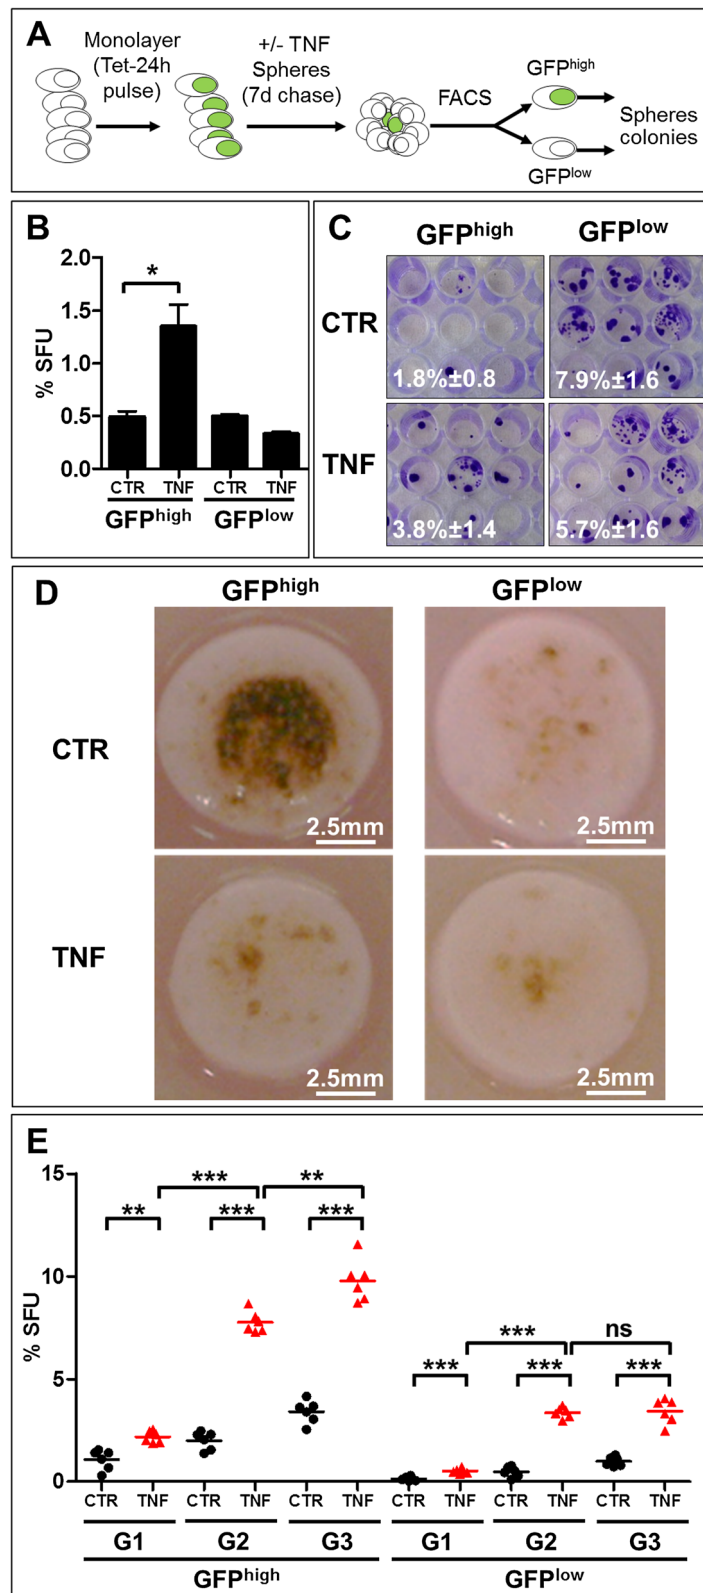 A
Monolayer
(Tet-24h
pulse)
+/- TNF
Spheres
(7d chase)
FACS
GFPhigh
GFPlow
Spheres
colonies
B
% SFU
2.0
1.5
1.0
0.5
0.0
*
CTR TNF CTR TNF
GFPhigh GFPlow
C
GFPhigh GFPlow
CTR
1.8%±0.8 7.9%±1.6
TNF
3.8%±1.4 5.7%±1.6
D
GFPhigh GFPlow
CTR
2.5mm 2.5mm
TNF
2.5mm 2.5mm
E
% SFU
15
10
5
0
*** **
** *** ***
*** ns
*** *** ***
CTR TNF CTR TNF CTR TNF CTR TNF CTR TNF CTR TNF
G1 G2 G3 G1 G2 G3
GFPhigh GFPlow